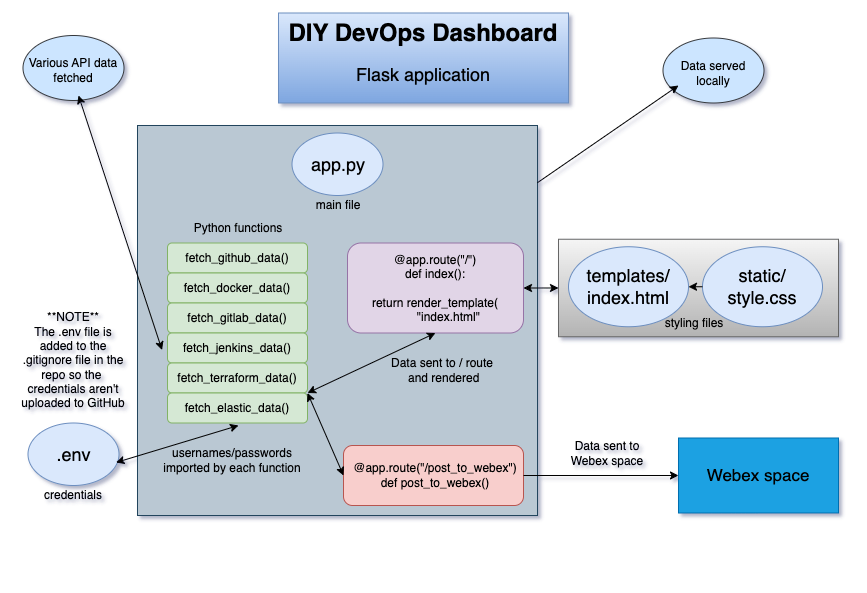 DIY DevOps Dashboard
Flask application
Various API data
fetched
Data served
locally
app.py
main file
Python functions
fetch_github_data()
fetch_docker_data()
fetch_gitlab_data()
fetch_jenkins_data()
fetch_terraform_data()
fetch_elastic_data()
@app.route("/")
def index():
return render_template(
"index.html"
templates/
index.html
static/
style.css
styling files
**NOTE**
The .env file is
added to the
.gitignore file in the
repo so the
credentials aren't
uploaded to GitHub
Data sent to / route
and rendered
.env
credentials
usernames/passwords
imported by each function
@app.route("/post_to_webex")
def post_to_webex()
Data sent to
Webex space
Webex space